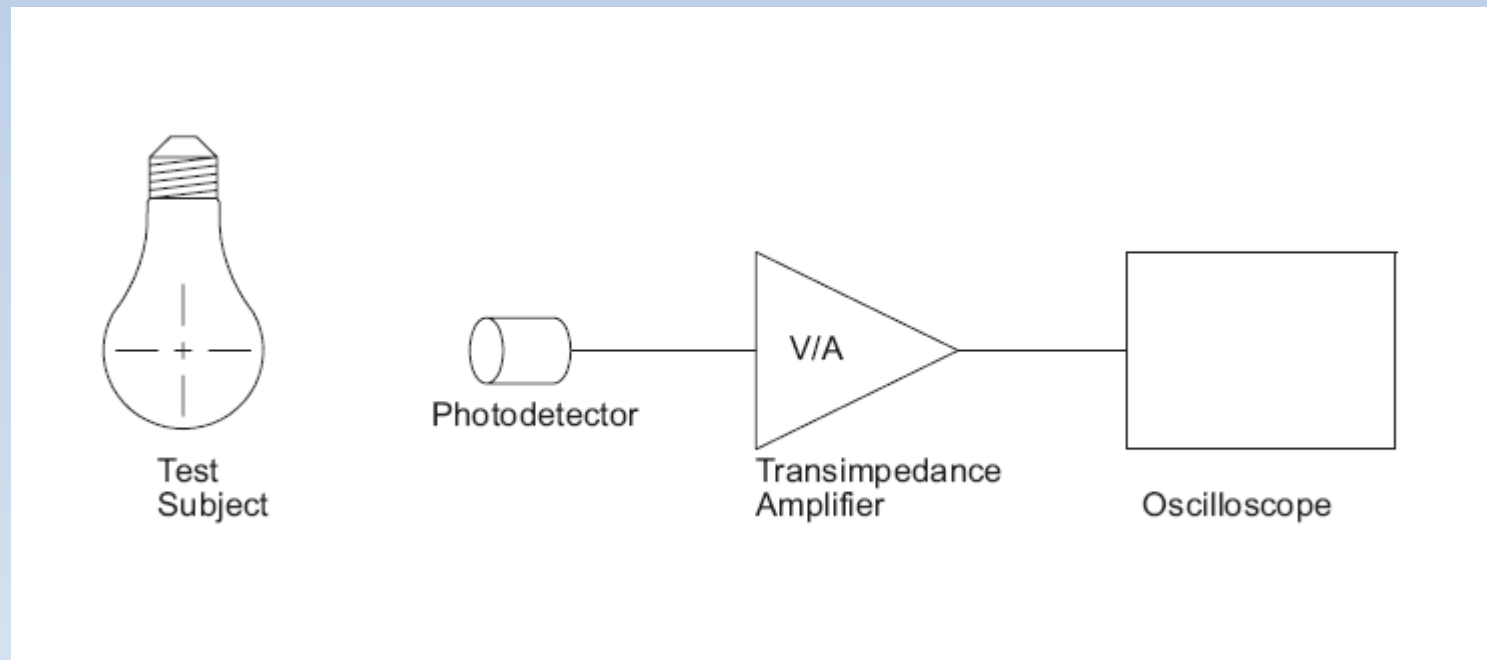 V/A
Photodetector
Test
Subject
Transimpedance
Amplifier
Oscilloscope